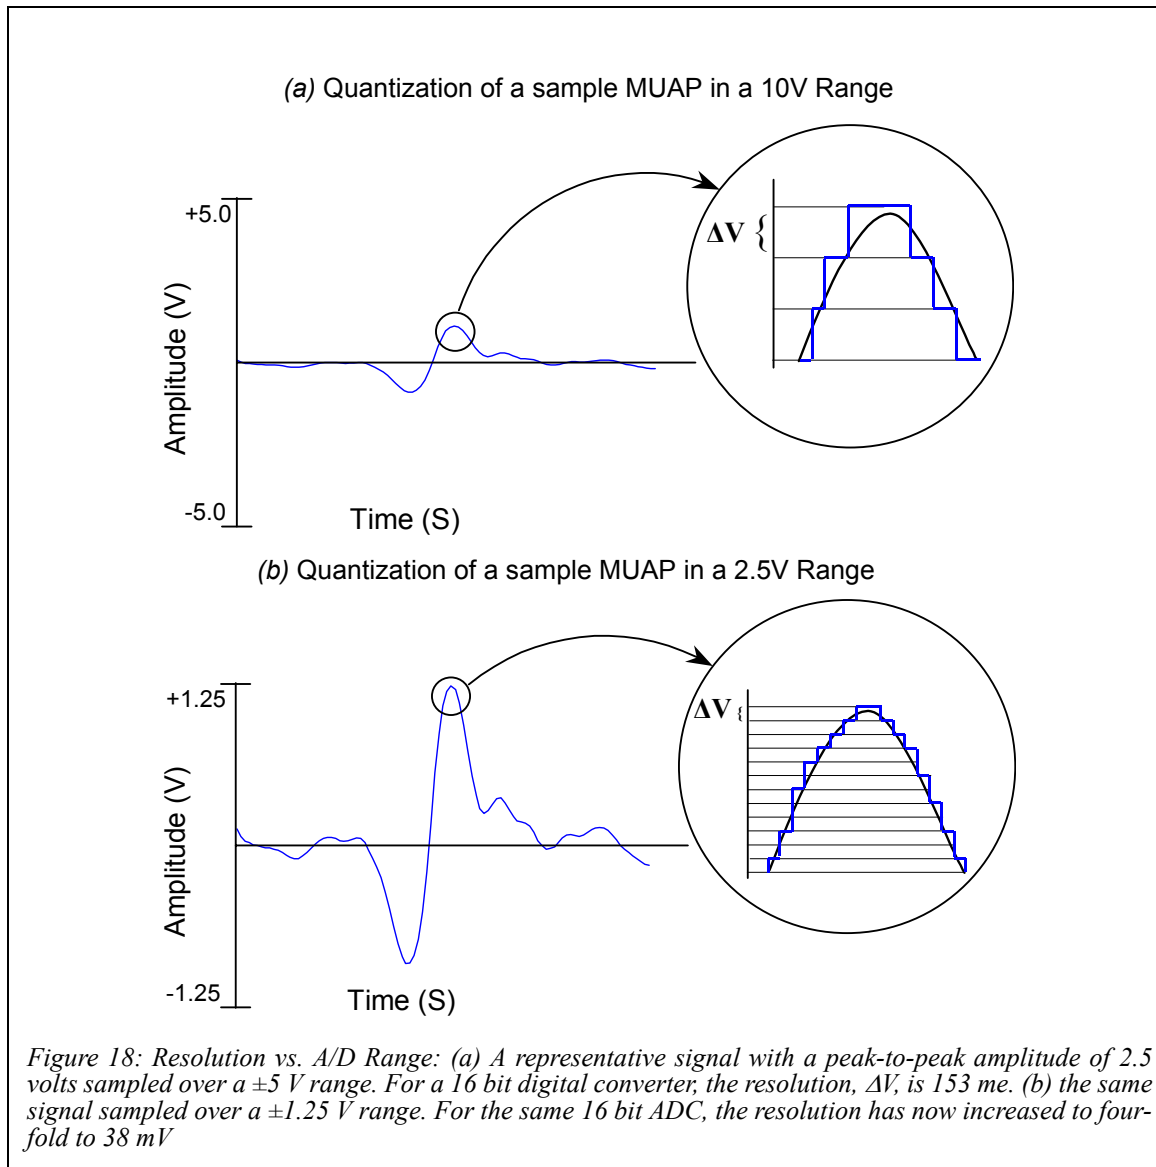 (a) Quantization of a sample MUAP in a 10V Range
+5.0
Amplitude (V)
-5.0
Time (S)
ΔV {
(b) Quantization of a sample MUAP in a 2.5V Range
+1.25
Amplitude (V)
-1.25
Time (S)
ΔV {
Figure 18: Resolution vs. A/D Range: (a) A representative signal with a peak-to-peak amplitude of 2.5
volts sampled over a ±5 V range. For a 16 bit digital converter, the resolution, ΔV, is 153 me. (b) the same
signal sampled over a ±1.25 V range. For the same 16 bit ADC, the resolution has now increased to four-
fold to 38 mV